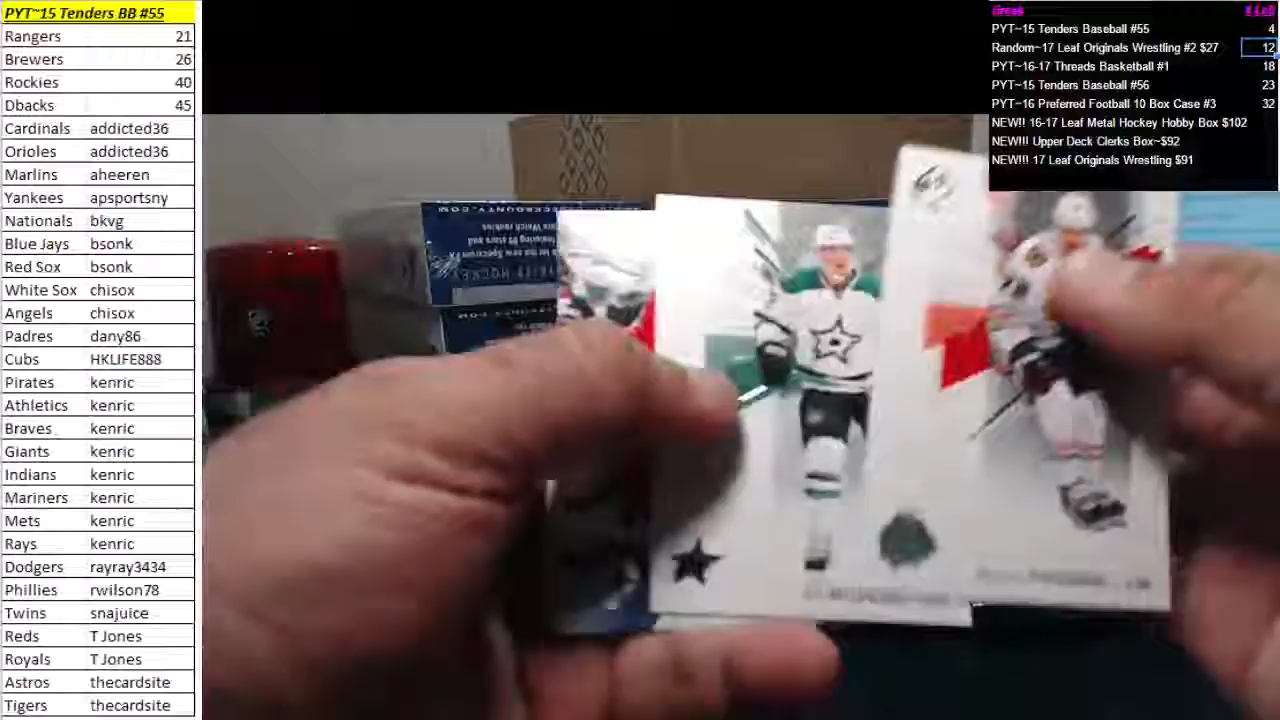 PYT~15 Tenders BB #55
Rangers 21
Brewers 26
Rockies 40
Dbacks 45
Cardinals addicted36
Orioles addicted36
Marlins aheeren
Yankees apsportsny
Nationals bkvg
Blue Jays bsonk
Red Sox bsonk
White Sox chisox
Angels chisox
Padres dany86
Cubs HKLIFE888
Pirates kenric
Athletics kenric
Braves kenric
Giants kenric
Indians kenric
Mariners kenric
Mets kenric
Rays kenric
Dodgers rayray3434
Phillies rwilson78
Twins snajuice
Reds T Jones
Royals T Jones
Astros thecardsite
Tigers thecardsite
Break X Left
PYT~15 Tenders Baseball #55 4
Random~17 Leaf Originals Wrestling #2 $27 12
PYT~16-17 Threads Basketball #1 18
PYT~15 Tenders Baseball #56 23
PYT~16 Preferred Football 10 Box Case #3 32
NEW!! 16-17 Leaf Metal Hockey Hobby Box $102
NEW!!! Upper Deck Clerks Box~$92
NEW!!! 17 Leaf Originals Wrestling $91